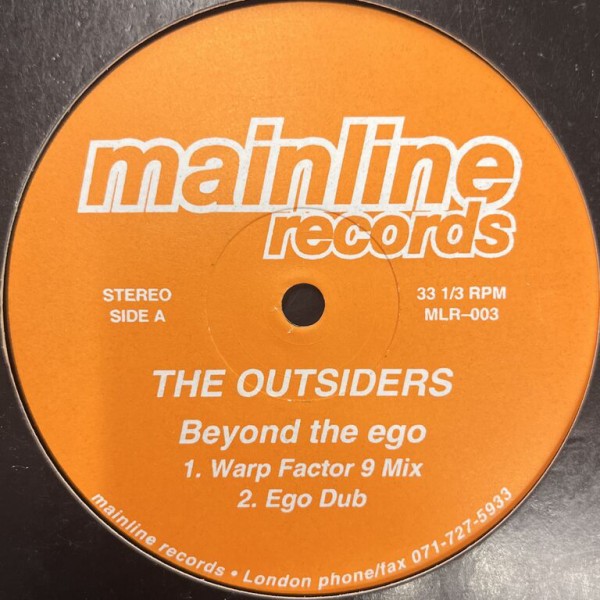 mainline
records
STEREO
SIDE A
33 1/3 RPM
MLR-003
THE OUTSIDERS
Beyond the ego
1. Warp Factor 9 Mix
2. Ego Dub
mainline records • London phone/fax 071-727-5933